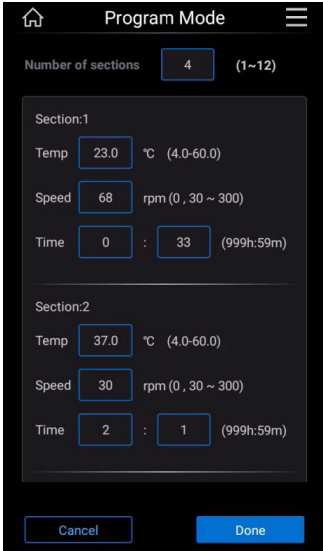 Program Mode
Number of sections 4 (1~12)
Section:1
Temp 23.0 ℃ (4.0-60.0)
Speed 68 rpm (0 , 30 ~ 300)
Time 0 : 33 (999h:59m)
Section:2
Temp 37.0 ℃ (4.0-60.0)
Speed 30 rpm (0 , 30 ~ 300)
Time 2 : 1 (999h:59m)
Cancel Done